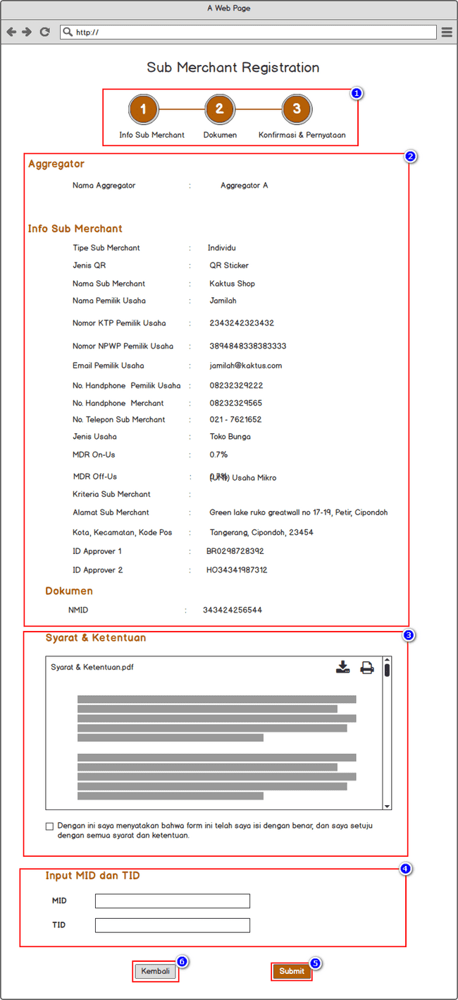 A Web Page
http://
Sub Merchant Registration
1
1 2 3
Info Sub Merchant Dokumen Konfirmasi & Pernyataan
2
Aggregator
Nama Aggregator : Aggregator A
Info Sub Merchant
Tipe Sub Merchant : Individu
Jenis QR : QR Sticker
Nama Sub Merchant : Kaktus Shop
Nama Pemilik Usaha : Jamilah
Nomor KTP Pemilik Usaha : 2343242323432
Nomor NPWP Pemilik Usaha : 3894848338383333
Email Pemilik Usaha : jamilah@kaktus.com
No. Handphone Pemilik Usaha : 08232329222
No. Handphone Merchant : 08232329565
No. Telepon Sub Merchant : 021 - 7621652
Jenis Usaha : Toko Bunga
MDR On-Us : 0.7%
MDR Off-Us : 0.7%
(UMI) Usaha Mikro
Kriteria Sub Merchant :
Alamat Sub Merchant : Green lake ruko greatwall no 17-19, Petir, Cipondoh
Kota, Kecamatan, Kode Pos : Tangerang, Cipondoh, 23454
ID Approver 1 : BR0298728392
ID Approver 2 : HO34341987312
Dokumen
NMID : 343424256544
3
Syarat & Ketentuan
Syarat & Ketentuan.pdf
Dengan ini saya menyatakan bahwa form ini telah saya isi dengan benar, dan saya setuju
dengan semua syarat dan ketentuan.
4
Input MID dan TID
MID
TID
6 5
Kembali Submit